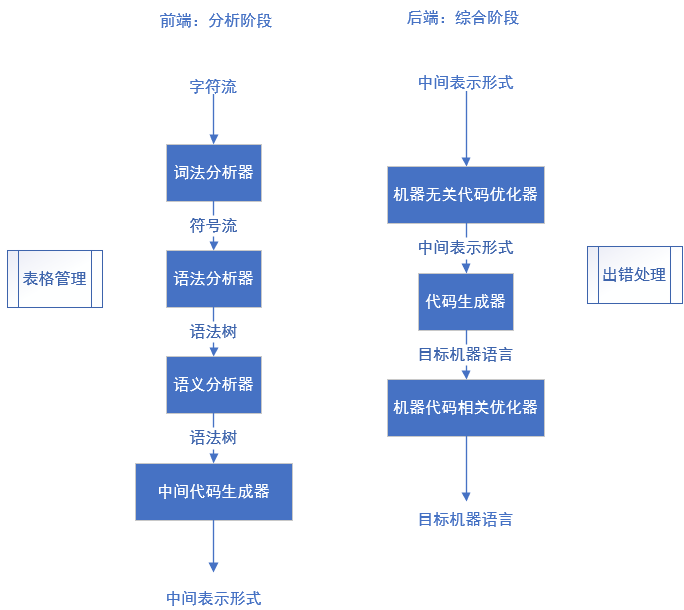 前端：分析阶段
字符流
词法分析器
符号流
语法分析器
语法树
语义分析器
语法树
中间代码生成器
中间表示形式
表格管理
后端：综合阶段
中间表示形式
机器无关代码优化器
中间表示形式
代码生成器
目标机器语言
机器代码相关优化器
目标机器语言
出错处理